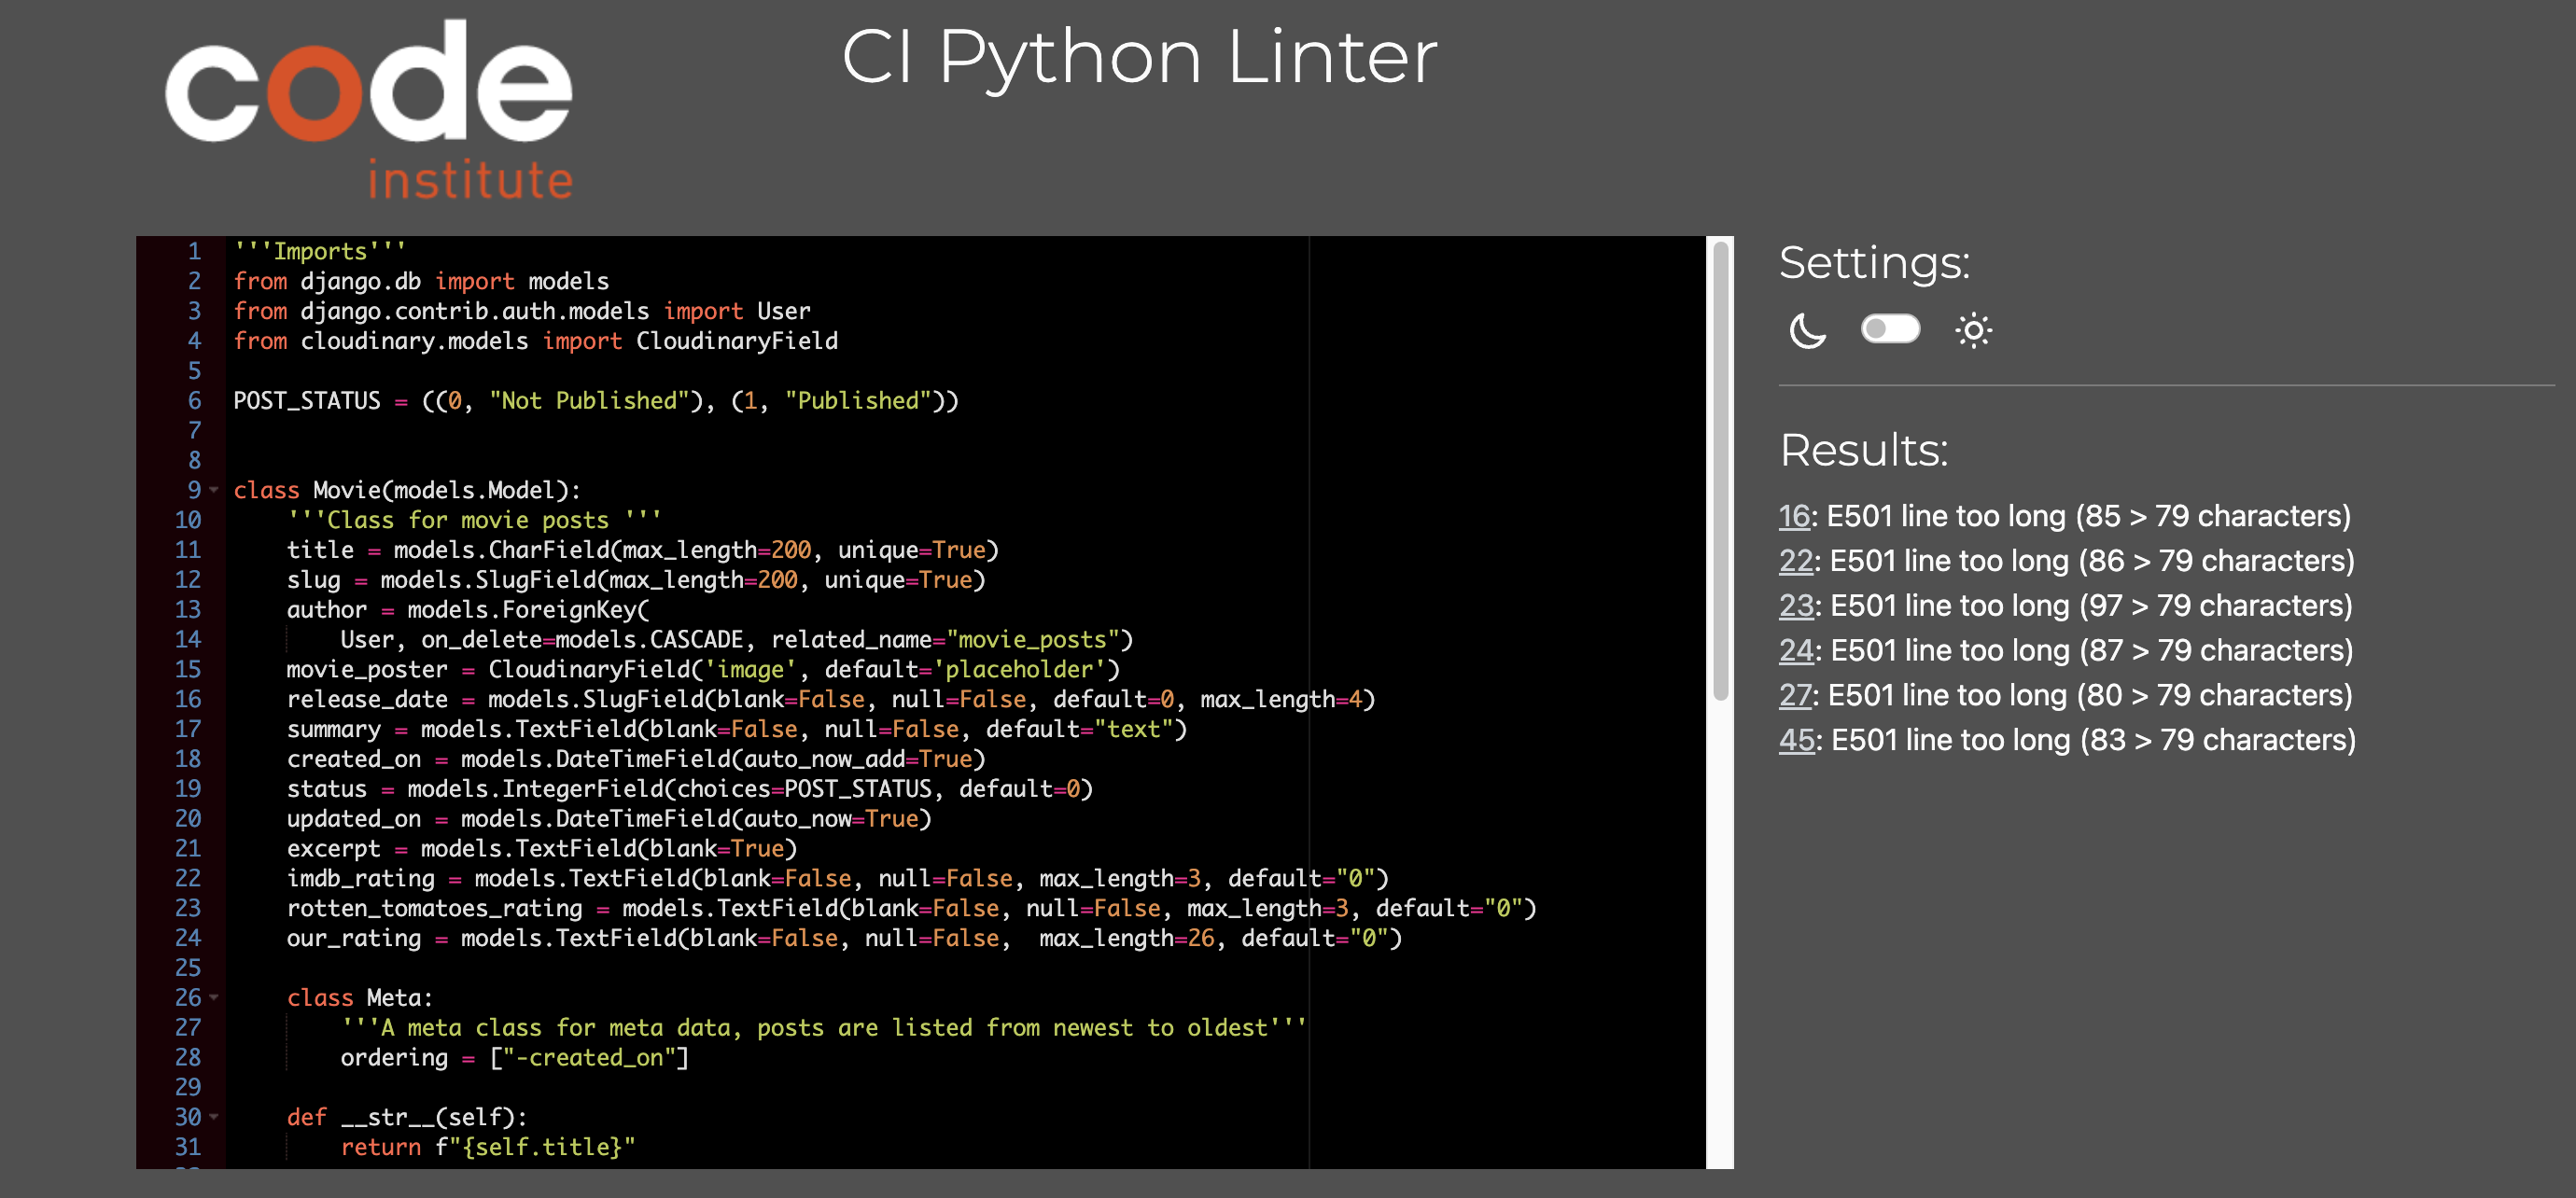 code
institute
CI Python Linter
1 '''Imports'''
2 from django.db import models
3 from django.contrib.auth.models import User
4 from cloudinary.models import CloudinaryField
5
6 POST_STATUS = ((0, "Not Published"), (1, "Published"))
7
8
9 class Movie(models.Model):
10     '''Class for movie posts '''
11     title = models.CharField(max_length=200, unique=True)
12     slug = models.SlugField(max_length=200, unique=True)
13     author = models.ForeignKey(
14         User, on_delete=models.CASCADE, related_name="movie_posts")
15     movie_poster = CloudinaryField('image', default='placeholder')
16     release_date = models.SlugField(blank=False, null=False, default=0, max_length=4)
17     summary = models.TextField(blank=False, null=False, default="text")
18     created_on = models.DateTimeField(auto_now_add=True)
19     status = models.IntegerField(choices=POST_STATUS, default=0)
20     updated_on = models.DateTimeField(auto_now=True)
21     excerpt = models.TextField(blank=True)
22     imdb_rating = models.TextField(blank=False, null=False, max_length=3, default="0")
23     rotten_tomatoes_rating = models.TextField(blank=False, null=False, max_length=3, default="0")
24     our_rating = models.TextField(blank=False, null=False,  max_length=26, default="0")
25
26     class Meta:
27         '''A meta class for meta data, posts are listed from newest to oldest'''
28         ordering = ["-created_on"]
29
30     def __str__(self):
31         return f"{self.title}"
Settings:
Results:
16: E501 line too long (85 > 79 characters)
22: E501 line too long (86 > 79 characters)
23: E501 line too long (97 > 79 characters)
24: E501 line too long (87 > 79 characters)
27: E501 line too long (80 > 79 characters)
45: E501 line too long (83 > 79 characters)